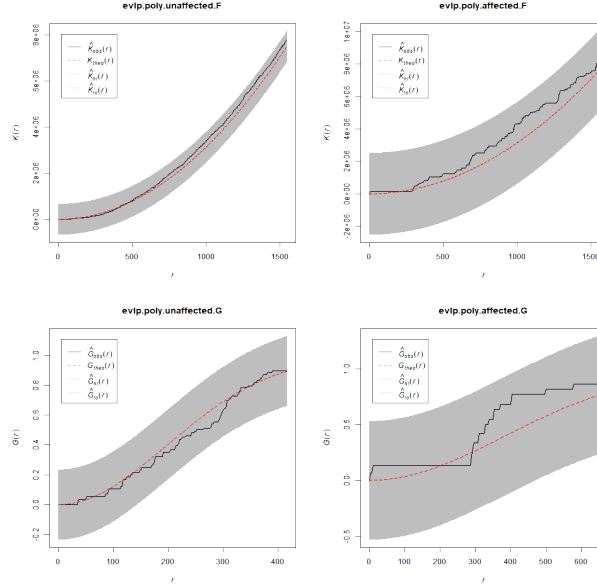 evlp.poly.unaffected.F
K̂obs(r)
Ktheo(r)
K̂hi(r)
K̂lo(r)
K(r)
0e+00 2e+06 4e+06 6e+06 8e+06
0 500 1000 1500
r
evlp.poly.affected.F
K̂obs(r)
Ktheo(r)
K̂hi(r)
K̂lo(r)
K(r)
-2e+06 0e+00 2e+06 4e+06 6e+06 8e+06 1e+07
0 500 1000 1500
r
evlp.poly.unaffected.G
Ĝobs(r)
Gtheo(r)
Ĝhi(r)
Ĝlo(r)
G(r)
-0.2 0.0 0.2 0.4 0.6 0.8 1.0
0 100 200 300 400
r
evlp.poly.affected.G
Ĝobs(r)
Gtheo(r)
Ĝhi(r)
Ĝlo(r)
G(r)
-0.5 0.0 0.5 1.0
0 100 200 300 400 500 600
r